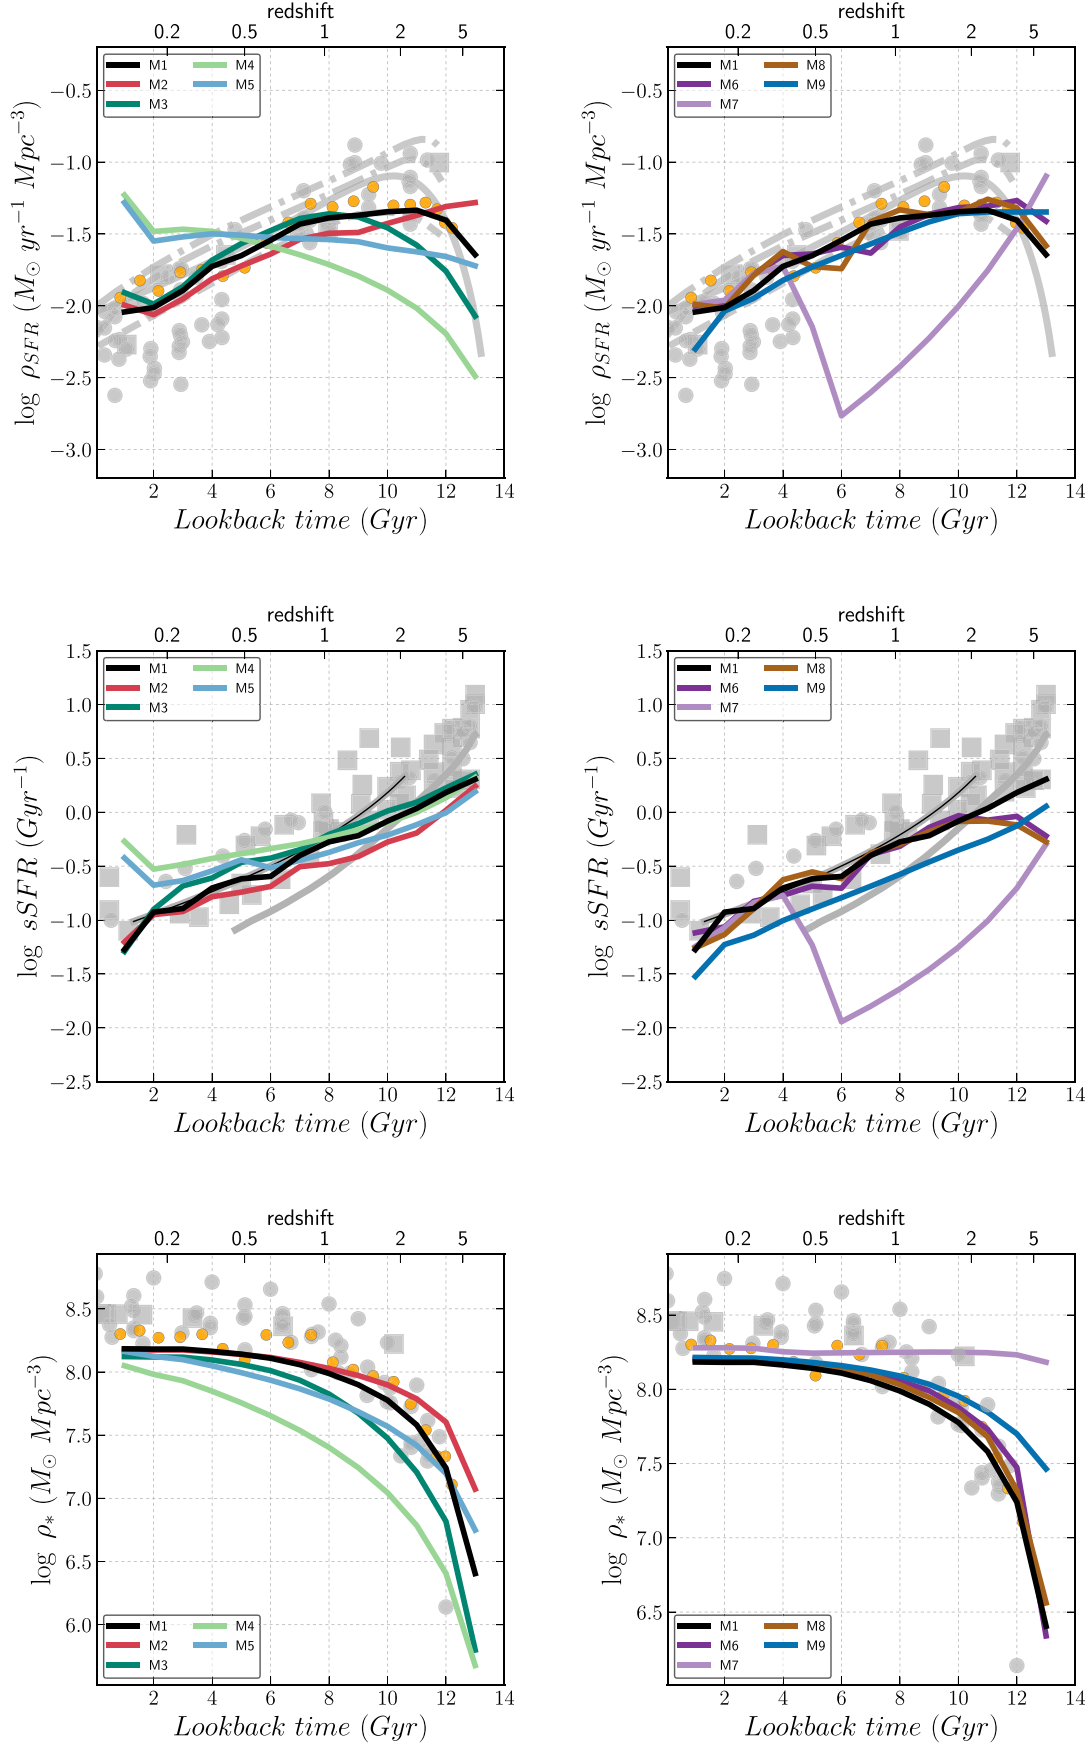 redshift
0.2 0.5 1 2 5
M1 M4
M2 M5
M3
−0.5
−1.0
−1.5
−2.0
−2.5
−3.0
log ρSFR (M⊙ yr−1 Mpc−3)
2 4 6 8 10 12 14
Lookback time (Gyr)
redshift
0.2 0.5 1 2 5
M1 M8
M6 M9
M7
−0.5
−1.0
−1.5
−2.0
−2.5
−3.0
log ρSFR (M⊙ yr−1 Mpc−3)
2 4 6 8 10 12 14
Lookback time (Gyr)
redshift
0.2 0.5 1 2 5
M1 M4
M2 M5
M3
1.5
1.0
0.5
0.0
−0.5
−1.0
−1.5
−2.0
−2.5
log sSFR (Gyr−1)
2 4 6 8 10 12 14
Lookback time (Gyr)
redshift
0.2 0.5 1 2 5
M1 M8
M6 M9
M7
1.5
1.0
0.5
0.0
−0.5
−1.0
−1.5
−2.0
−2.5
log sSFR (Gyr−1)
2 4 6 8 10 12 14
Lookback time (Gyr)
redshift
0.2 0.5 1 2 5
8.5
8.0
7.5
7.0
6.5
6.0
log ρ* (M⊙ Mpc−3)
M1 M4
M2 M5
M3
2 4 6 8 10 12 14
Lookback time (Gyr)
redshift
0.2 0.5 1 2 5
8.5
8.0
7.5
7.0
6.5
log ρ* (M⊙ Mpc−3)
M1 M8
M6 M9
M7
2 4 6 8 10 12 14
Lookback time (Gyr)